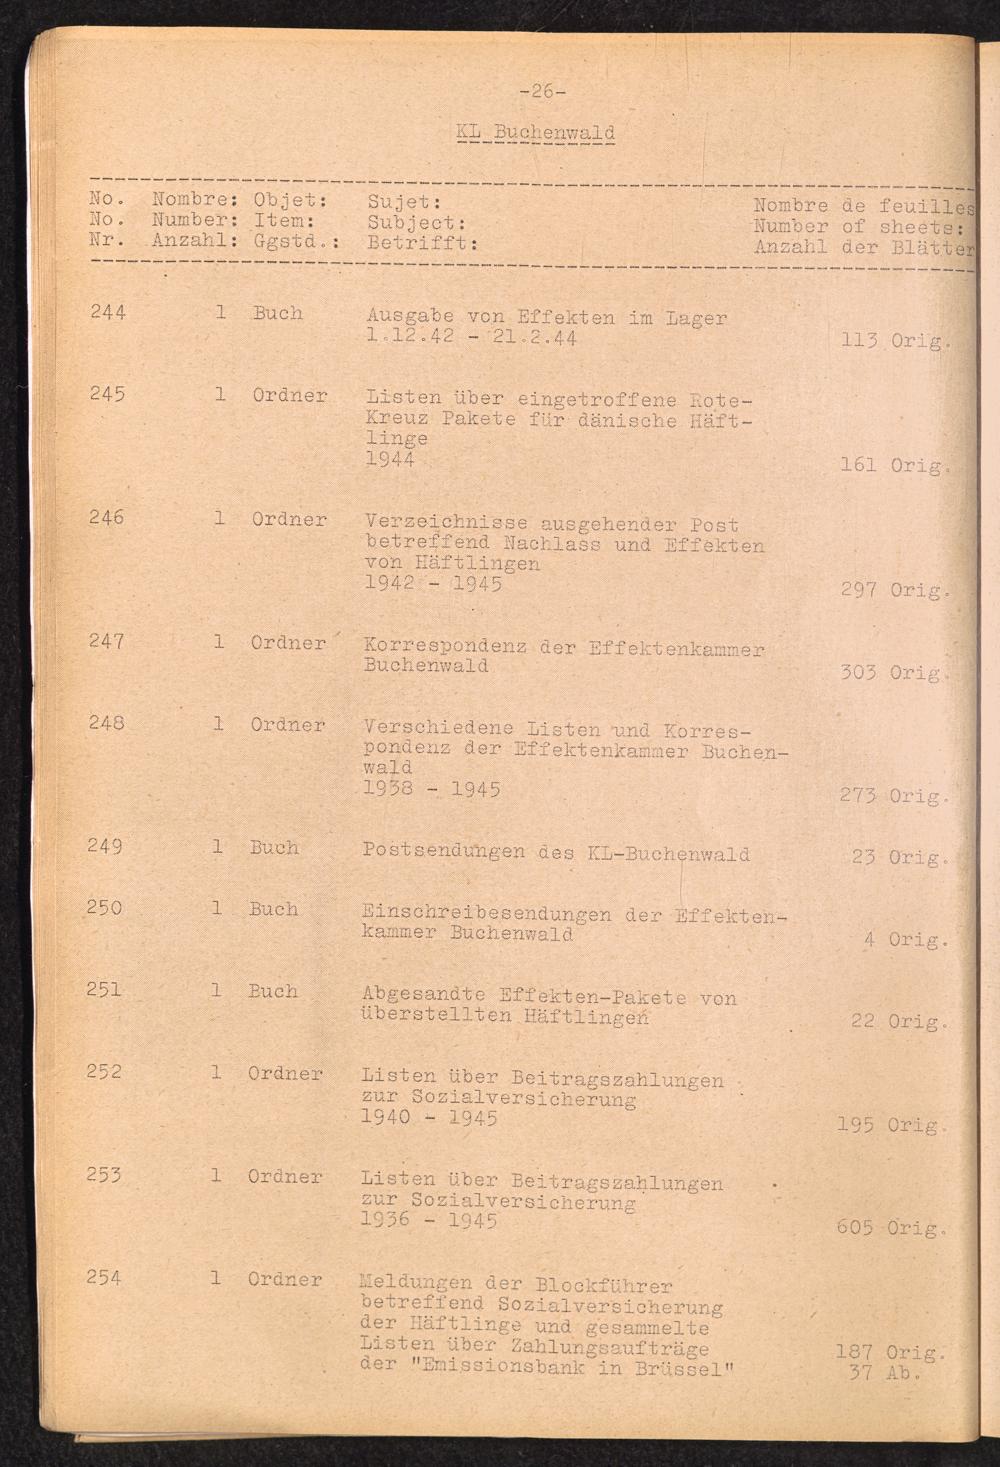 -26-
KL Buchenwald
No. Nombre: Objet: Sujet: Nombre de feuilles
No. Number: Item: Subject: Number of sheets:
Nr. Anzahl: Ggstd.: Betrifft: Anzahl der Blätter
244 1 Buch Ausgabe von Effekten im Lager
1.12.42 - 21.2.44 113 Orig.
245 1 Ordner Listen über eingetroffene Rote-
Kreuz Pakete für dänische Häft-
linge
1944 161 Orig.
246 1 Ordner Verzeichnisse ausgehender Post
betreffend Nachlass und Effekten
von Häftlingen
1942 - 1945 297 Orig.
247 1 Ordner Korrespondenz der Effektenkammer
Buchenwald 303 Orig.
248 1 Ordner Verschiedene Listen und Korres-
pondenz der Effektenkammer Buchen-
wald
1938 - 1945 273 Orig.
249 1 Buch Postsendungen des KL-Buchenwald 23 Orig.
250 1 Buch Einschreibesendungen der Effekten-
kammer Buchenwald 4 Orig.
251 1 Buch Abgesandte Effekten-Pakete von
überstellten Häftlingen 22 Orig.
252 1 Ordner Listen über Beitragszahlungen
zur Sozialversicherung
1940 - 1945 195 Orig.
253 1 Ordner Listen über Beitragszahlungen
zur Sozialversicherung
1936 - 1945 605 Orig.
254 1 Ordner Meldungen der Blockführer
betreffend Sozialversicherung
der Häftlinge und gesammelte
Listen über Zahlungsaufträge 187 Orig.
der "Emissionsbank in Brüssel" 37 Ab.